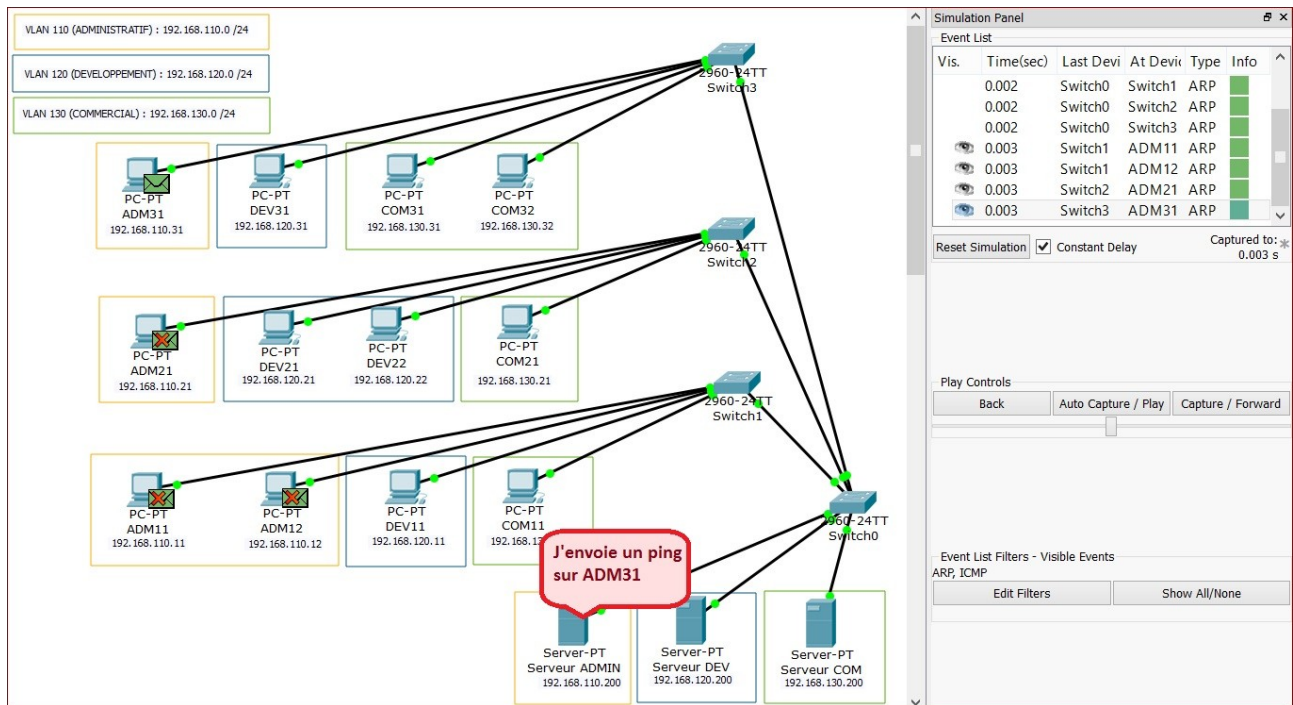 VLAN 110 (ADMINISTRATIF) : 192.168.110.0 /24
VLAN 120 (DEVELOPPEMENT) : 192.168.120.0 /24
VLAN 130 (COMMERCIAL) : 192.168.130.0 /24
2960-24TT
Switch3
PC-PT
ADM31
192.168.110.31
PC-PT
DEV31
192.168.120.31
PC-PT
COM31
192.168.130.31
PC-PT
COM32
192.168.130.32
2960-24TT
Switch2
PC-PT
ADM21
192.168.110.21
PC-PT
DEV21
192.168.120.21
PC-PT
DEV22
192.168.120.22
PC-PT
COM21
192.168.130.21
2960-24TT
Switch1
PC-PT
ADM11
192.168.110.11
PC-PT
ADM12
192.168.110.12
PC-PT
DEV11
192.168.120.11
PC-PT
COM11
960-24TT
Switch0
J'envoie un ping
sur ADM31
Server-PT
Serveur ADMIN
192.168.110.200
Server-PT
Serveur DEV
192.168.120.200
Server-PT
Serveur COM
192.168.130.200
Simulation Panel
Event List
Vis. Time(sec) Last Devi At Devic Type Info
0.002 Switch0 Switch1 ARP
0.002 Switch0 Switch2 ARP
0.002 Switch0 Switch3 ARP
0.003 Switch1 ADM11 ARP
0.003 Switch1 ADM12 ARP
0.003 Switch2 ADM21 ARP
0.003 Switch3 ADM31 ARP
Reset Simulation Constant Delay Captured to: *
0.003 s
Play Controls
Back Auto Capture / Play Capture / Forward
Event List Filters - Visible Events
ARP, ICMP
Edit Filters Show All/None